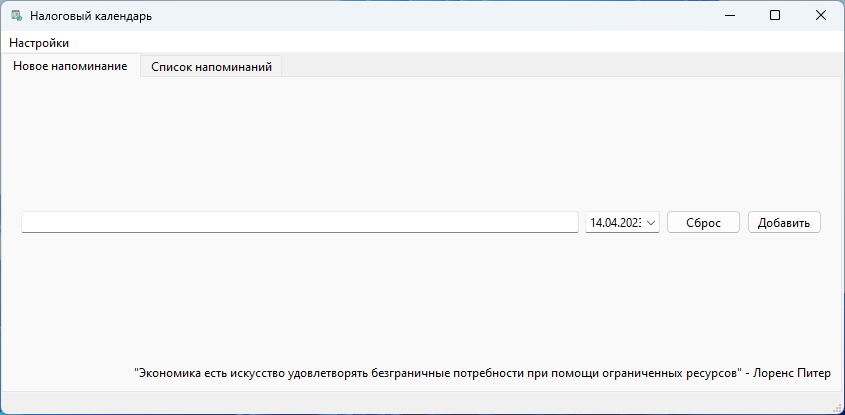 Налоговый календарь
Настройки
Новое напоминание Список напоминаний
14.04.2023 Сброс Добавить
"Экономика есть искусство удовлетворять безграничные потребности при помощи ограниченных ресурсов" - Лоренс Питер